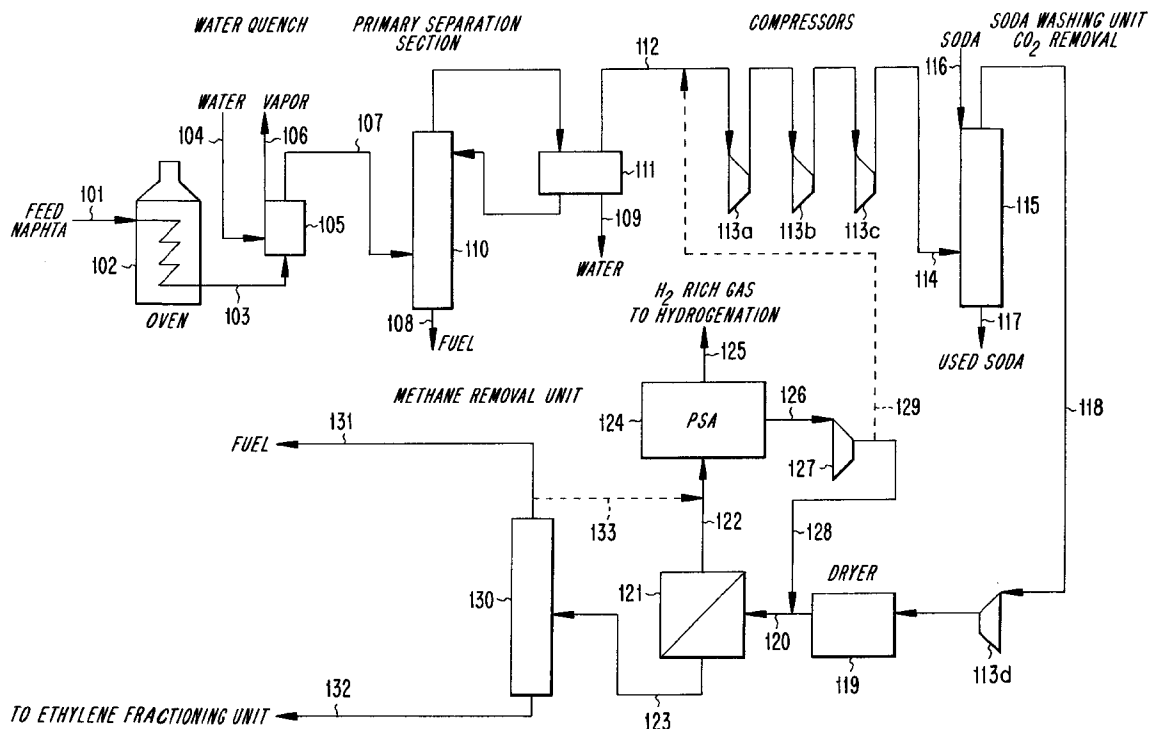 WATER QUENCH
PRIMARY SEPARATION
SECTION
112
COMPRESSORS
SODA WASHING UNIT
SODA
CO2 REMOVAL
116
WATER
VAPOR
104
106
107
111
109
WATER
101
FEED
NAPHTA
102
105
103
OVEN
110
108
FUEL
113a
113b
113c
115
114
117
USED SODA
H2 RICH GAS
TO HYDROGENATION
125
METHANE REMOVAL UNIT
124
PSA
126
127
129
118
131
FUEL
133
122
128
DRYER
130
121
120
119
113d
123
132
TO ETHYLENE FRACTIONING UNIT